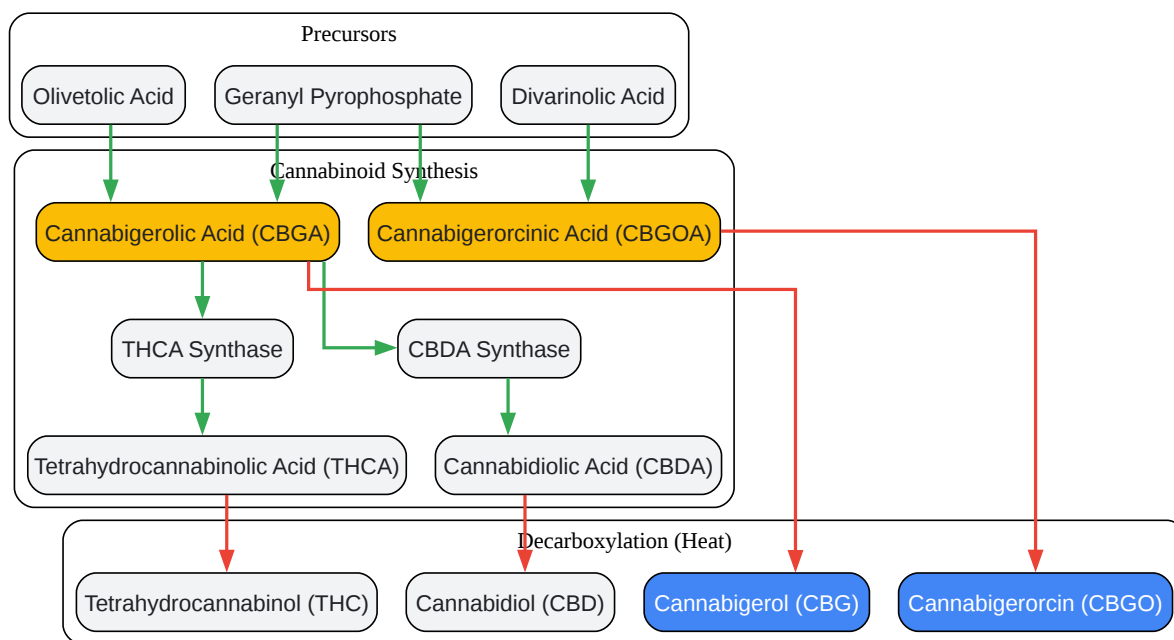 Precursors
Olivetolic Acid
Geranyl Pyrophosphate
Divarinolic Acid
Cannabinoid Synthesis
Cannabigerolic Acid (CBGA)
Cannabigerorcinic Acid (CBGOA)
THCA Synthase
CBDA Synthase
Tetrahydrocannabinolic Acid (THCA)
Cannabidiolic Acid (CBDA)
Decarboxylation (Heat)
Tetrahydrocannabinol (THC)
Cannabidiol (CBD)
Cannabigerol (CBG)
Cannabigerorcin (CBGO)